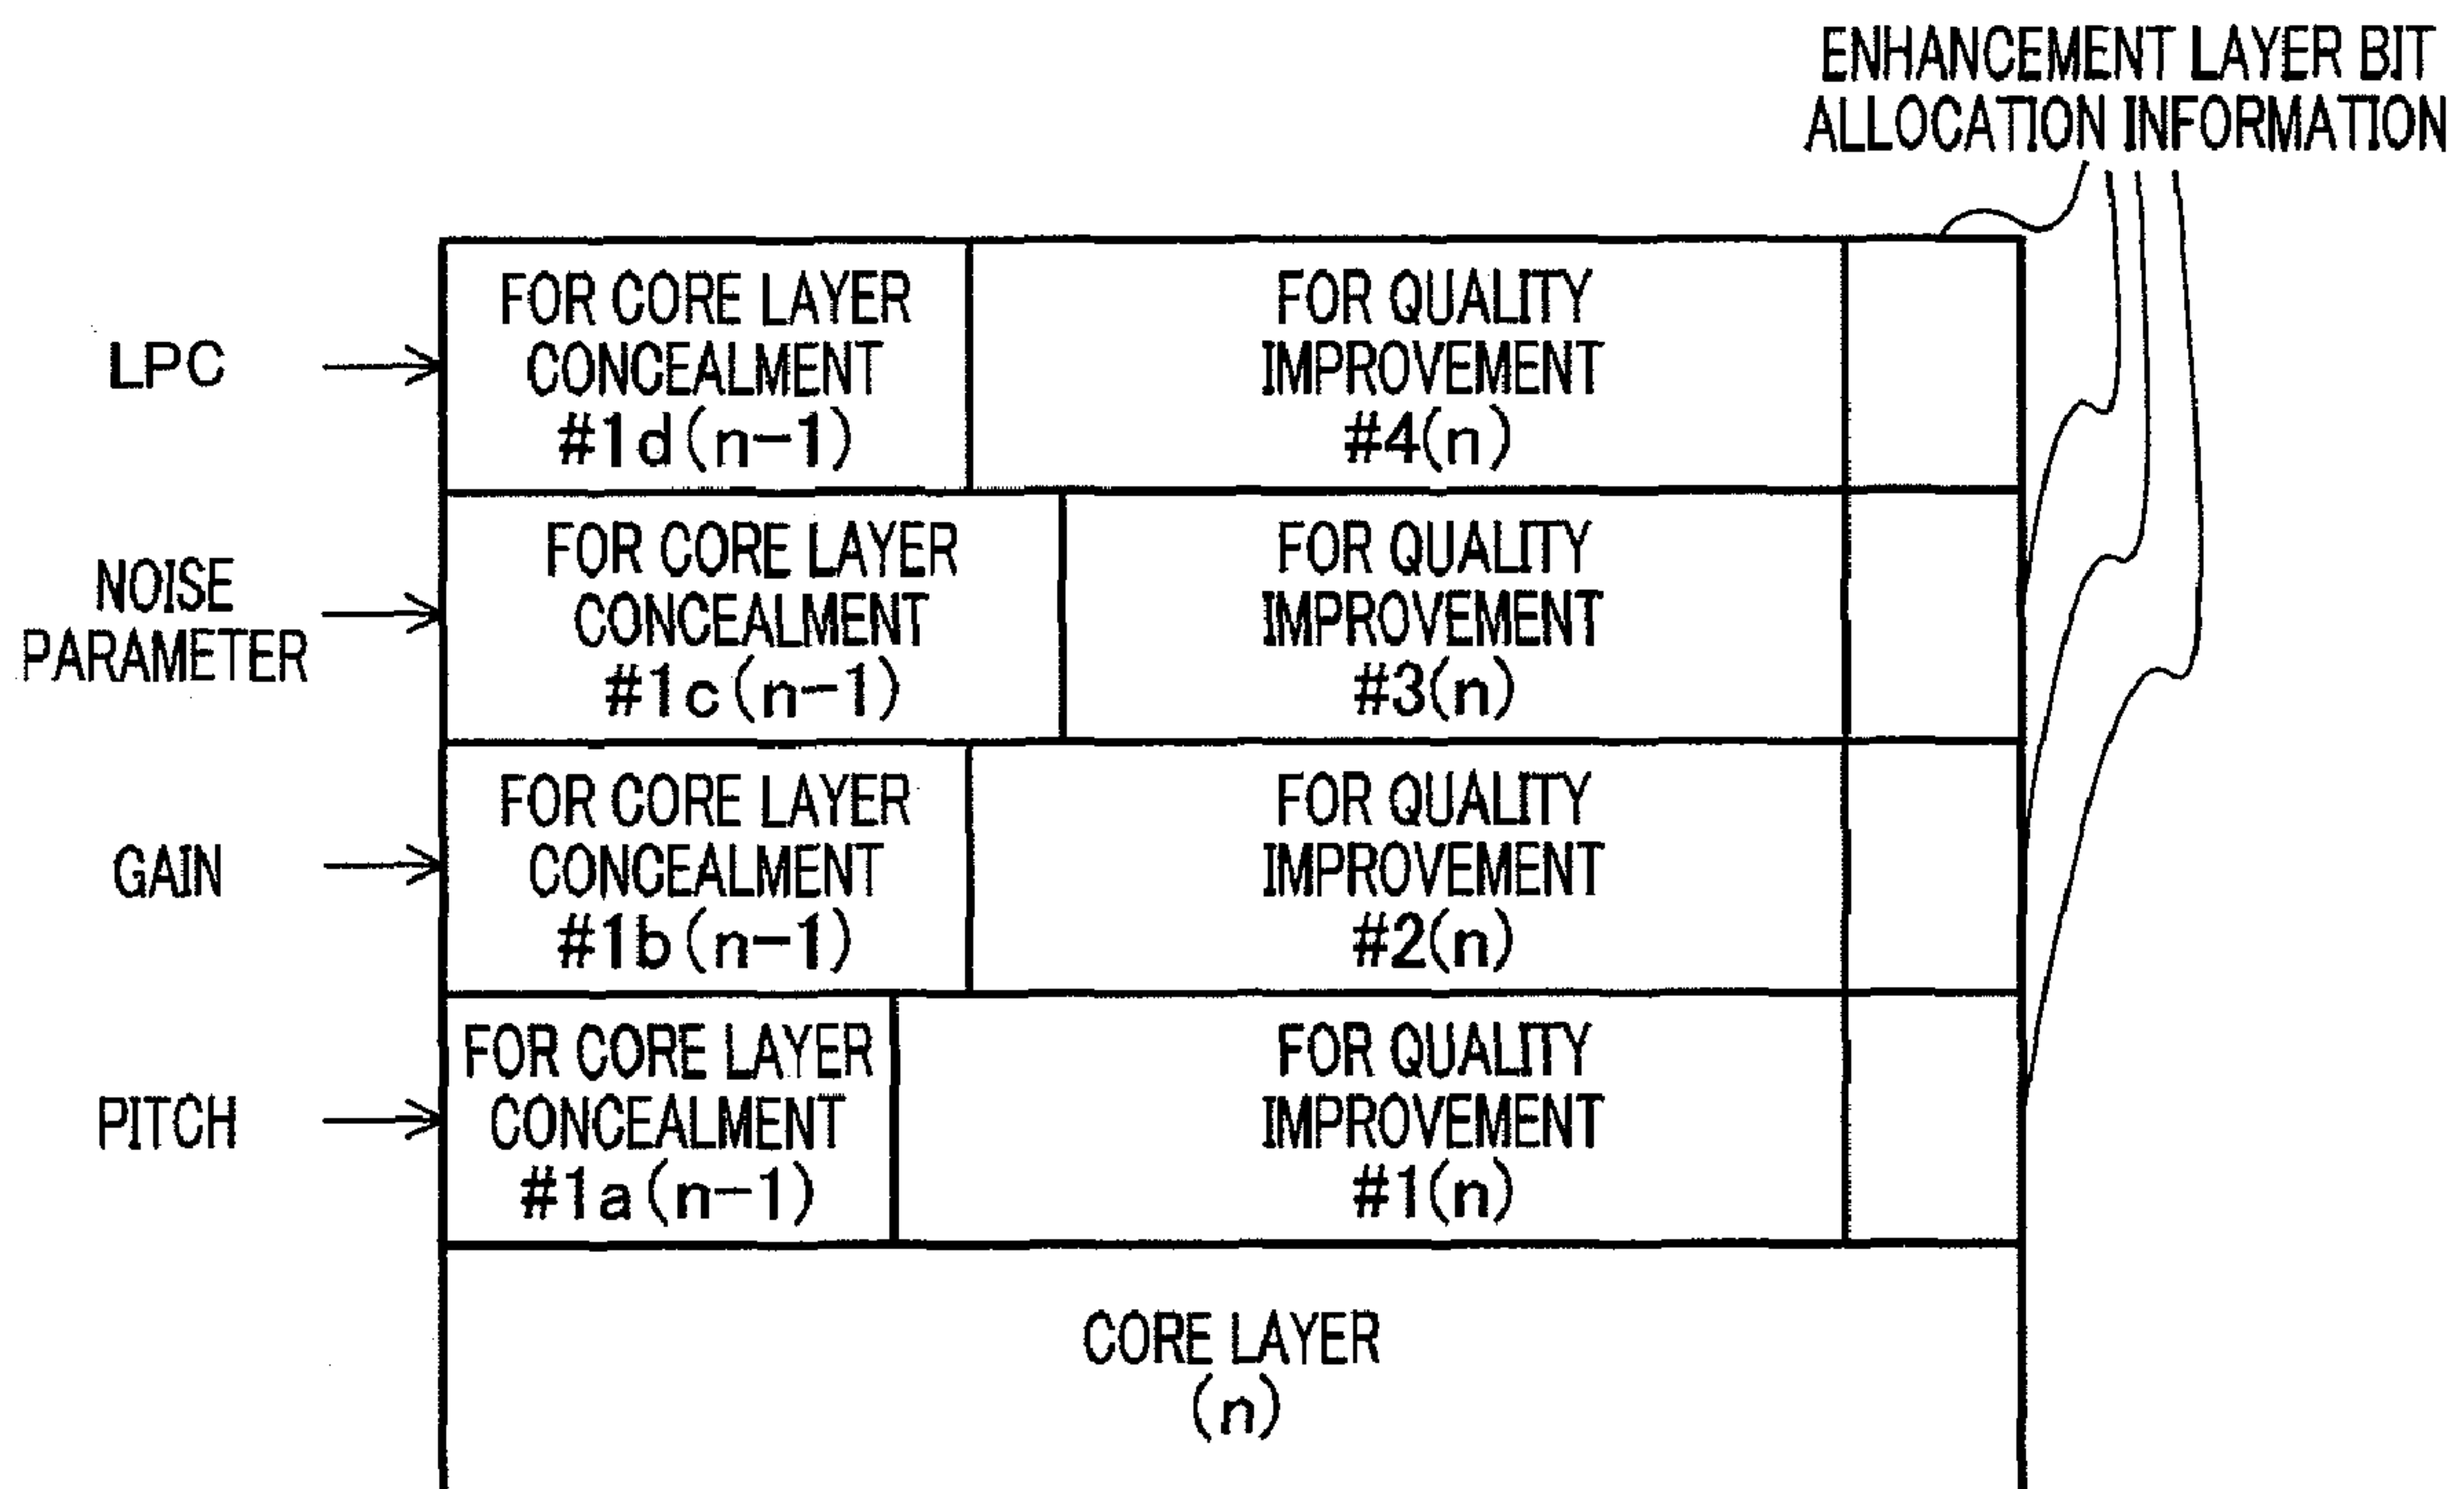 ENHANCEMENT LAYER BIT
ALLOCATION INFORMATION
LPC
FOR CORE LAYER
CONCEALMENT
#1d(n-1)
FOR QUALITY
IMPROVEMENT
#4(n)
NOISE
PARAMETER
FOR CORE LAYER
CONCEALMENT
#1c(n-1)
FOR QUALITY
IMPROVEMENT
#3(n)
GAIN
FOR CORE LAYER
CONCEALMENT
#1b(n-1)
FOR QUALITY
IMPROVEMENT
#2(n)
PITCH
FOR CORE LAYER
CONCEALMENT
#1a(n-1)
FOR QUALITY
IMPROVEMENT
#1(n)
CORE LAYER
(n)